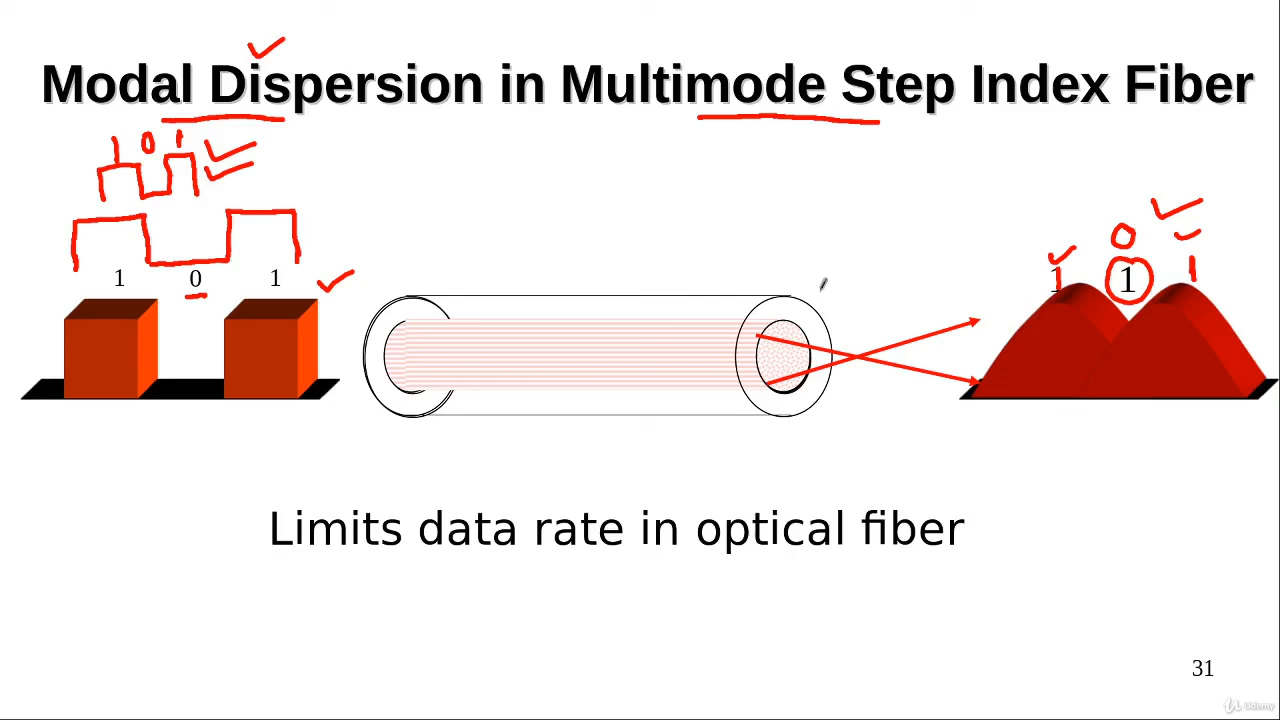 Modal Dispersion in Multimode Step Index Fiber
1 0 1
0
1 0 1
1 1 1
Limits data rate in optical fiber
31
Udemy